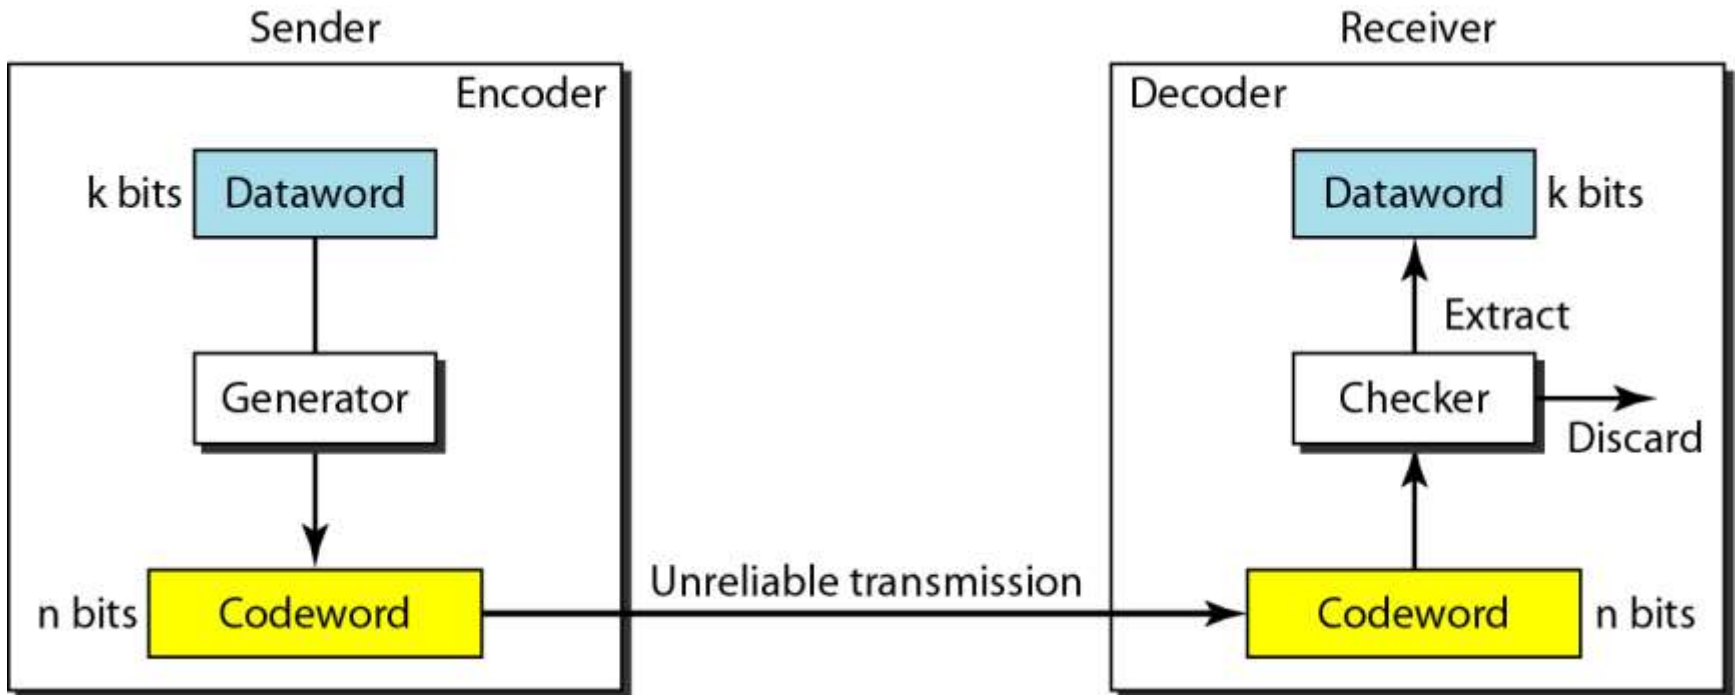 Sender
Receiver
Encoder
Decoder
k bits
Dataword
Dataword
k bits
Extract
Generator
Checker
Discard
Unreliable transmission
n bits
Codeword
Codeword
n bits